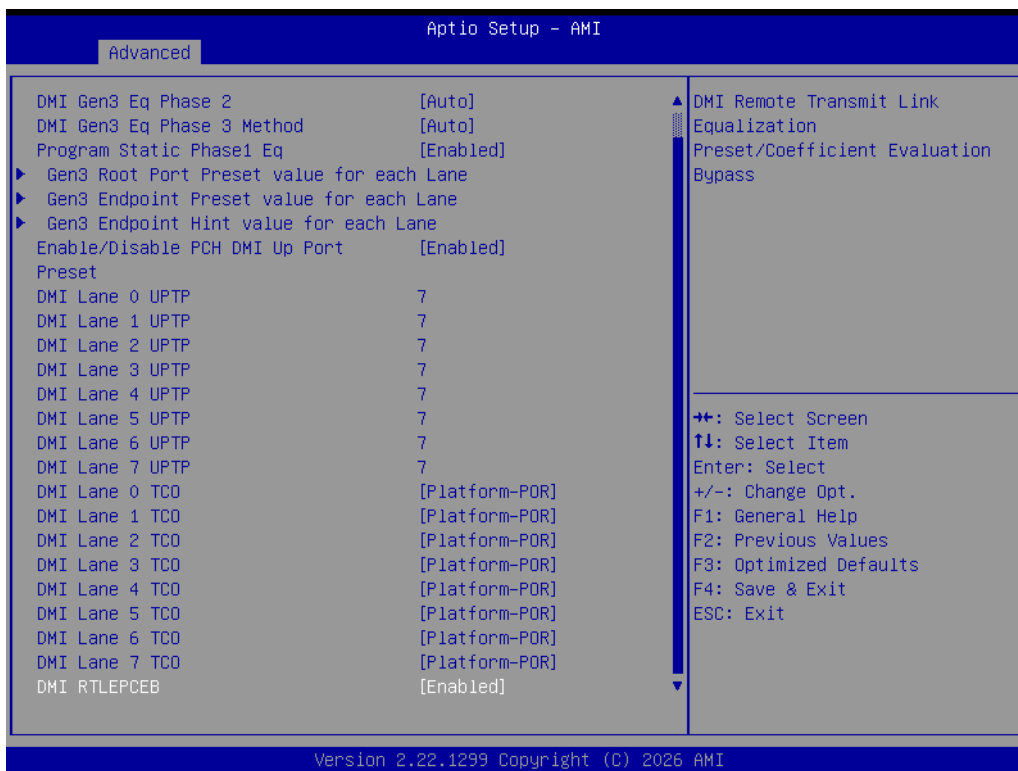 Aptio Setup – AMI
Advanced
DMI Gen3 Eq Phase 2 [Auto]
DMI Gen3 Eq Phase 3 Method [Auto]
Program Static Phase1 Eq [Enabled]
Gen3 Root Port Preset value for each Lane
Gen3 Endpoint Preset value for each Lane
Gen3 Endpoint Hint value for each Lane
Enable/Disable PCH DMI Up Port [Enabled]
Preset
DMI Lane 0 UPTP 7
DMI Lane 1 UPTP 7
DMI Lane 2 UPTP 7
DMI Lane 3 UPTP 7
DMI Lane 4 UPTP 7
DMI Lane 5 UPTP 7
DMI Lane 6 UPTP 7
DMI Lane 7 UPTP 7
DMI Lane 0 TCO [Platform-POR]
DMI Lane 1 TCO [Platform-POR]
DMI Lane 2 TCO [Platform-POR]
DMI Lane 3 TCO [Platform-POR]
DMI Lane 4 TCO [Platform-POR]
DMI Lane 5 TCO [Platform-POR]
DMI Lane 6 TCO [Platform-POR]
DMI Lane 7 TCO [Platform-POR]
DMI RTLEPCEB [Enabled]
DMI Remote Transmit Link
Equalization
Preset/Coefficient Evaluation
Bypass
→←: Select Screen
↑↓: Select Item
Enter: Select
+/-: Change Opt.
F1: General Help
F2: Previous Values
F3: Optimized Defaults
F4: Save & Exit
ESC: Exit
Version 2.22.1299 Copyright (C) 2026 AMI